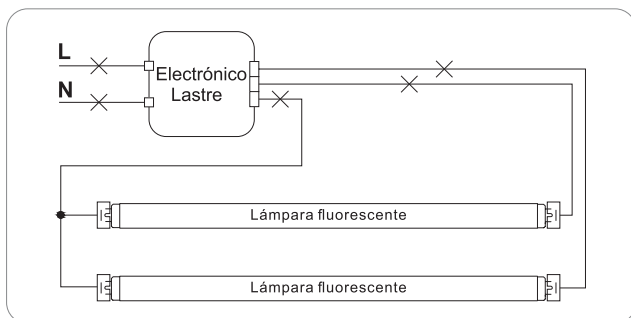 L
N
Electrónico
Lastre
Lámpara fluorescente
Lámpara fluorescente